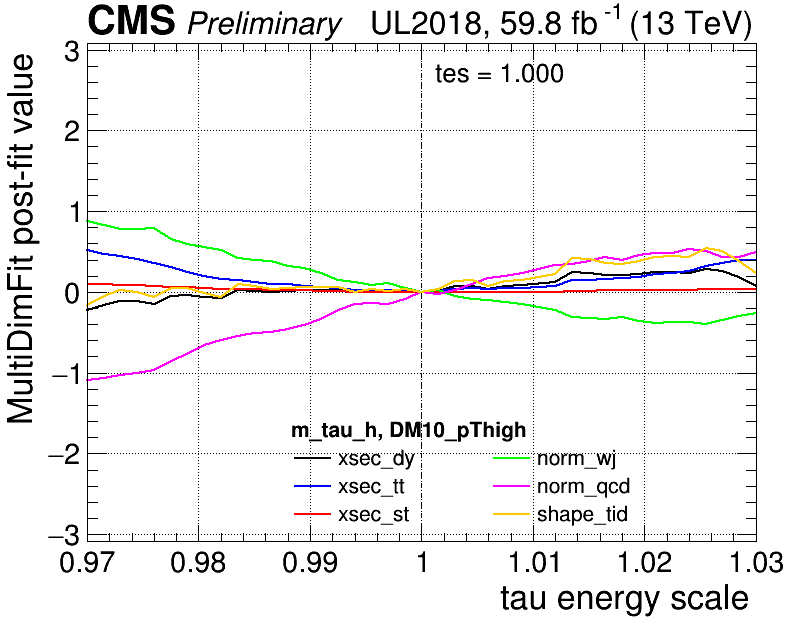 CMS Preliminary UL2018, 59.8 fb⁻¹ (13 TeV)
MultiDimFit post-fit value
3
2
1
0
−1
−2
−3
tes = 1.000
m_tau_h, DM10_pThigh
xsec_dy norm_wj
xsec_tt norm_qcd
xsec_st shape_tid
0.97 0.98 0.99 1 1.01 1.02 1.03
tau energy scale